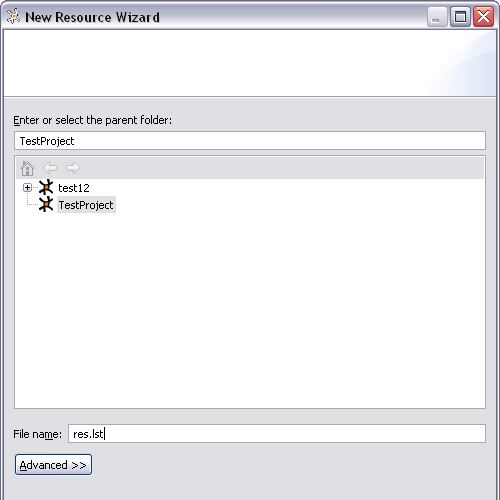 New Resource Wizard
Enter or select the parent folder:
TestProject
test12
TestProject
File name: res.lst
Advanced >>